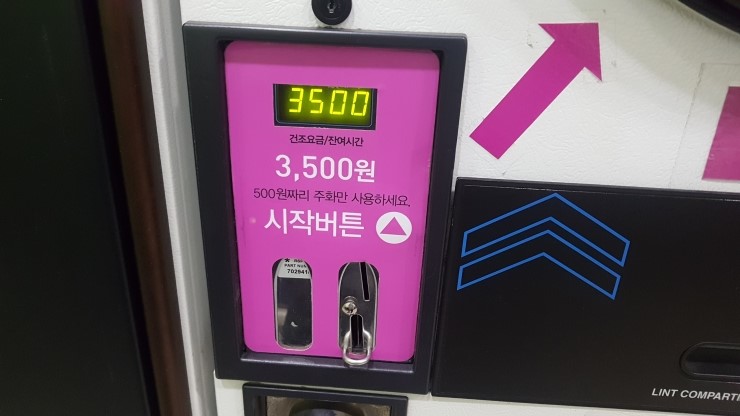 3500
건조요금/잔여시간
3,500원
500원짜리 주화만 사용하세요.
시작버튼
702941
LINT